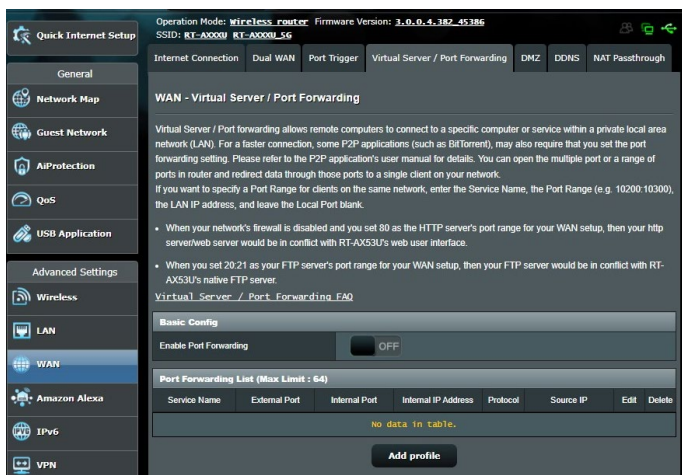 Quick Internet Setup
General
Network Map
Guest Network
AiProtection
QoS
USB Application
Advanced Settings
Wireless
LAN
WAN
Amazon Alexa
IPv6
VPN
Operation Mode: Wireless router Firmware Version: 3.0.0.4.382_45386
SSID: RT-AXXXU RT-AXXXU_5G
Internet Connection Dual WAN Port Trigger Virtual Server / Port Forwarding DMZ DDNS NAT Passthrough
WAN - Virtual Server / Port Forwarding
Virtual Server / Port forwarding allows remote computers to connect to a specific computer or service within a private local area
network (LAN). For a faster connection, some P2P applications (such as BitTorrent), may also require that you set the port
forwarding setting. Please refer to the P2P application's user manual for details. You can open the multiple port or a range of
ports in router and redirect data through those ports to a single client on your network.
If you want to specify a Port Range for clients on the same network, enter the Service Name, the Port Range (e.g. 10200:10300),
the LAN IP address, and leave the Local Port blank.
• When your network's firewall is disabled and you set 80 as the HTTP server's port range for your WAN setup, then your http
server/web server would be in conflict with RT-AX53U's web user interface.
• When you set 20:21 as your FTP server's port range for your WAN setup, then your FTP server would be in conflict with RT-
AX53U's native FTP server.
Virtual Server / Port Forwarding FAQ
Basic Config
Enable Port Forwarding OFF
Port Forwarding List (Max Limit : 64)
Service Name External Port Internal Port Internal IP Address Protocol Source IP Edit Delete
No data in table.
Add profile